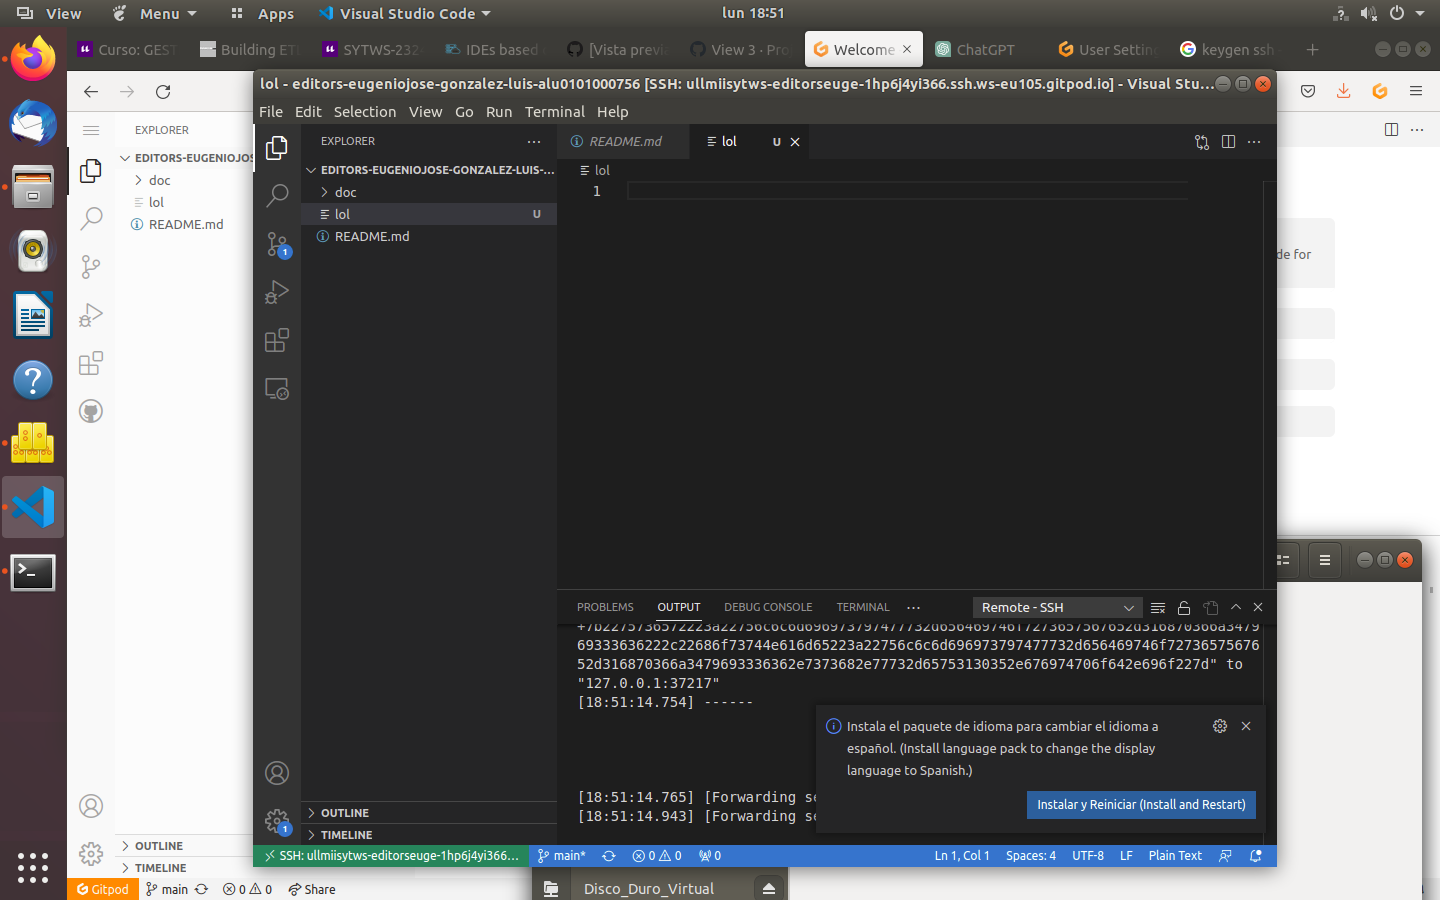 View
Menu
Apps
Visual Studio Code
lun 18:51
Curso: GEST
Building ET
SYTWS-232
IDEs based
[Vista previ
View 3 · Pro
Welcome
ChatGPT
User Settin
keygen ssh
lol - editors-eugeniojose-gonzalez-luis-alu0101000756 [SSH: ullmiisytws-editorseuge-1hp6j4yi366.ssh.ws-eu105.gitpod.io] - Visual Stu...
File Edit Selection View Go Run Terminal Help
EXPLORER
EDITORS-EUGENIOJOS
doc
lol
README.md
EXPLORER
EDITORS-EUGENIOJOSE-GONZALEZ-LUIS-...
doc
lol U
README.md
README.md
lol U
lol
1
1
de for
PROBLEMS OUTPUT DEBUG CONSOLE TERMINAL
Remote - SSH
69333636222c22686f73744e616d65223a22756c6c6d696973797477732d656469746f72736575676
52d316870366a3479693336362e7373682e77732d65753130352e676974706f642e696f227d" to
"127.0.0.1:37217"
[18:51:14.754] ------
[18:51:14.765] [Forwarding se
[18:51:14.943] [Forwarding se
Instala el paquete de idioma para cambiar el idioma a
español. (Install language pack to change the display
language to Spanish.)
Instalar y Reiniciar (Install and Restart)
1
OUTLINE
TIMELINE
SSH: ullmiisytws-editorseuge-1hp6j4yi366...
main*
0 0
0
Ln 1, Col 1
Spaces: 4
UTF-8
LF
Plain Text
OUTLINE
TIMELINE
Gitpod
main
0 0
Share
Disco_Duro_Virtual